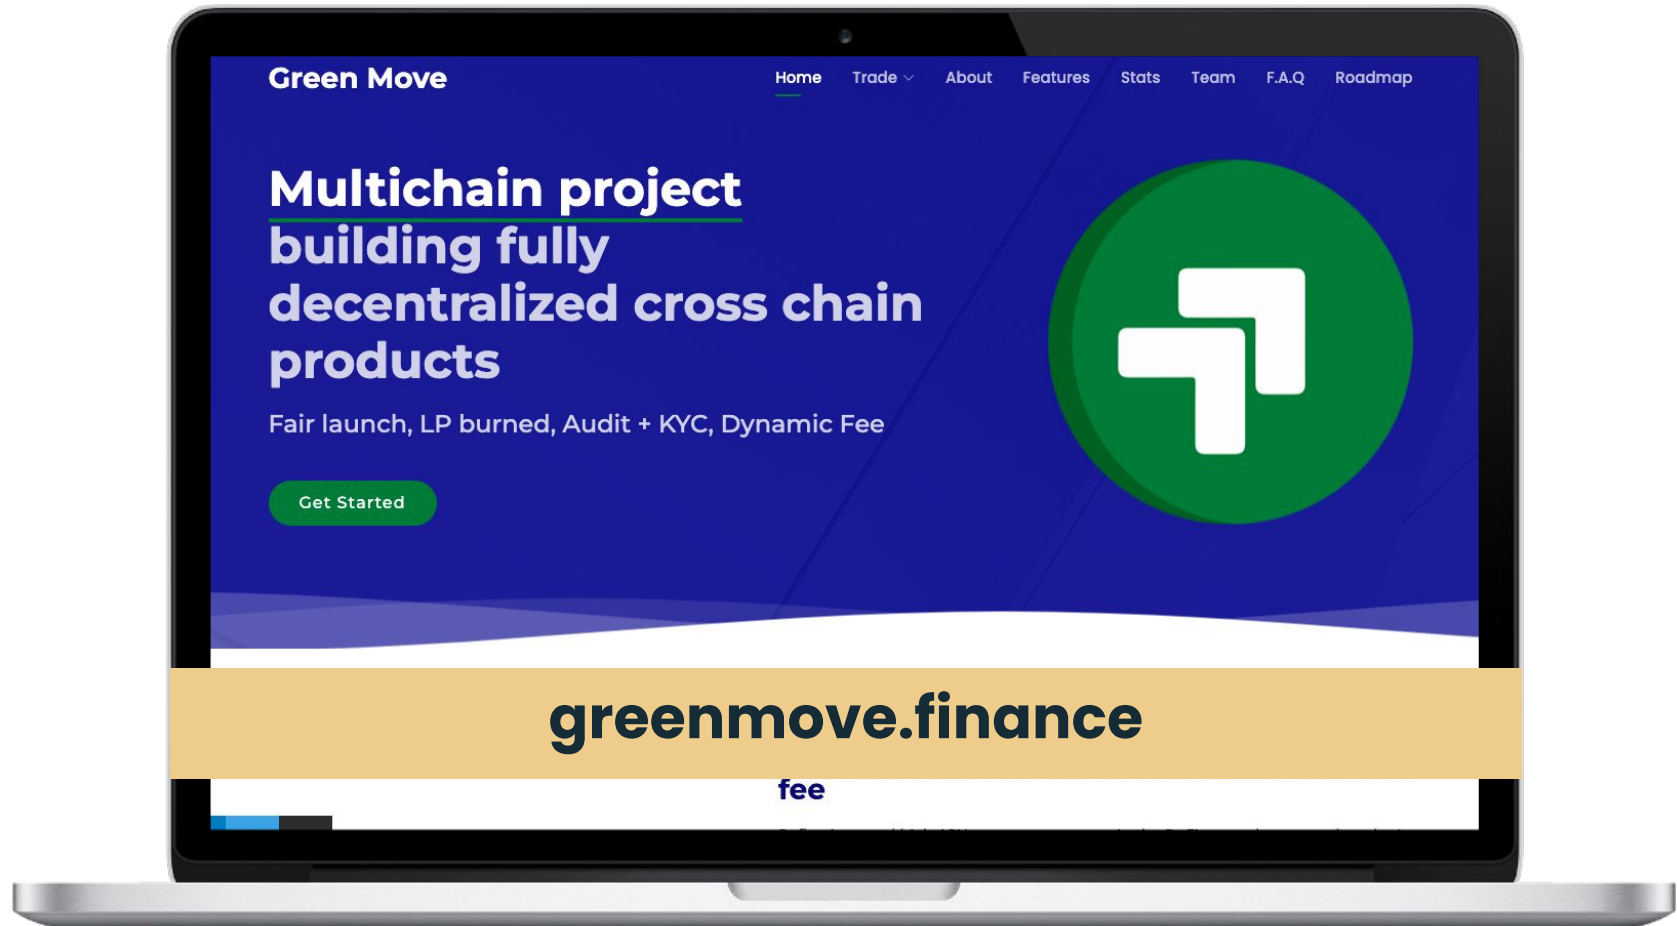 Green Move
Home Trade About Features Stats Team F.A.Q Roadmap
Multichain project
building fully
decentralized cross chain
products
Fair launch, LP burned, Audit + KYC, Dynamic Fee
Get Started
greenmove.finance
fee